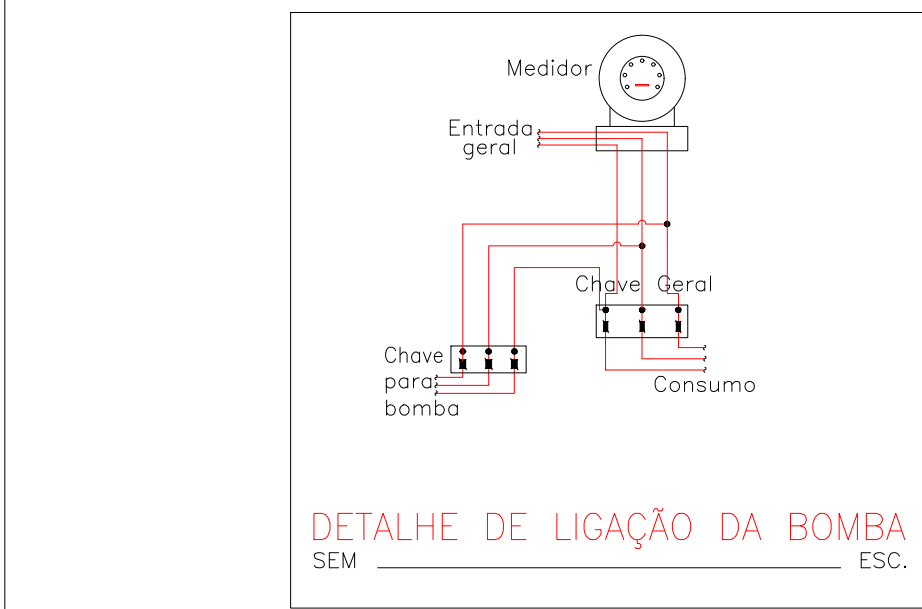 Medidor
Entrada
geral
Chave Geral
Chave
para
bomba
Consumo
DETALHE DE LIGAÇÃO DA BOMBA
SEM ESC.